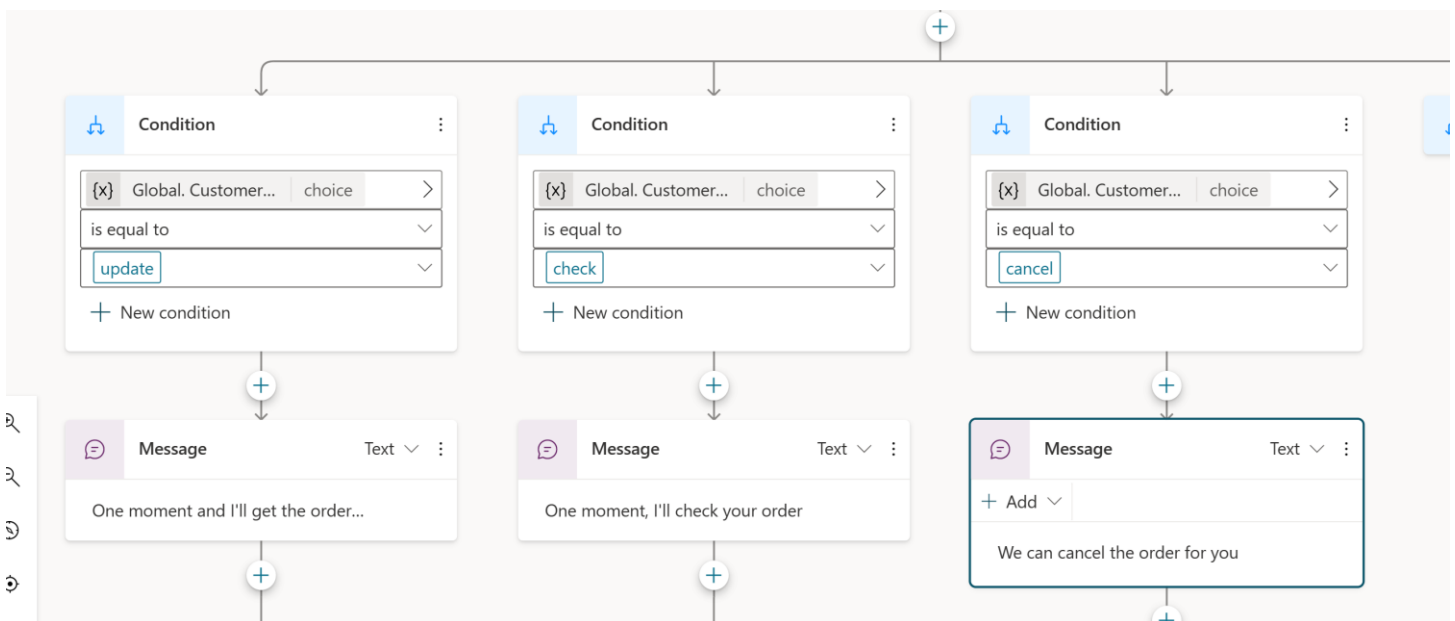 Condition
{x} Global. Customer... choice
is equal to
update
New condition
Message Text
One moment and I'll get the order...
Condition
{x} Global. Customer... choice
is equal to
check
New condition
Message Text
One moment, I'll check your order
Condition
{x} Global. Customer... choice
is equal to
cancel
New condition
Message Text
Add
We can cancel the order for you